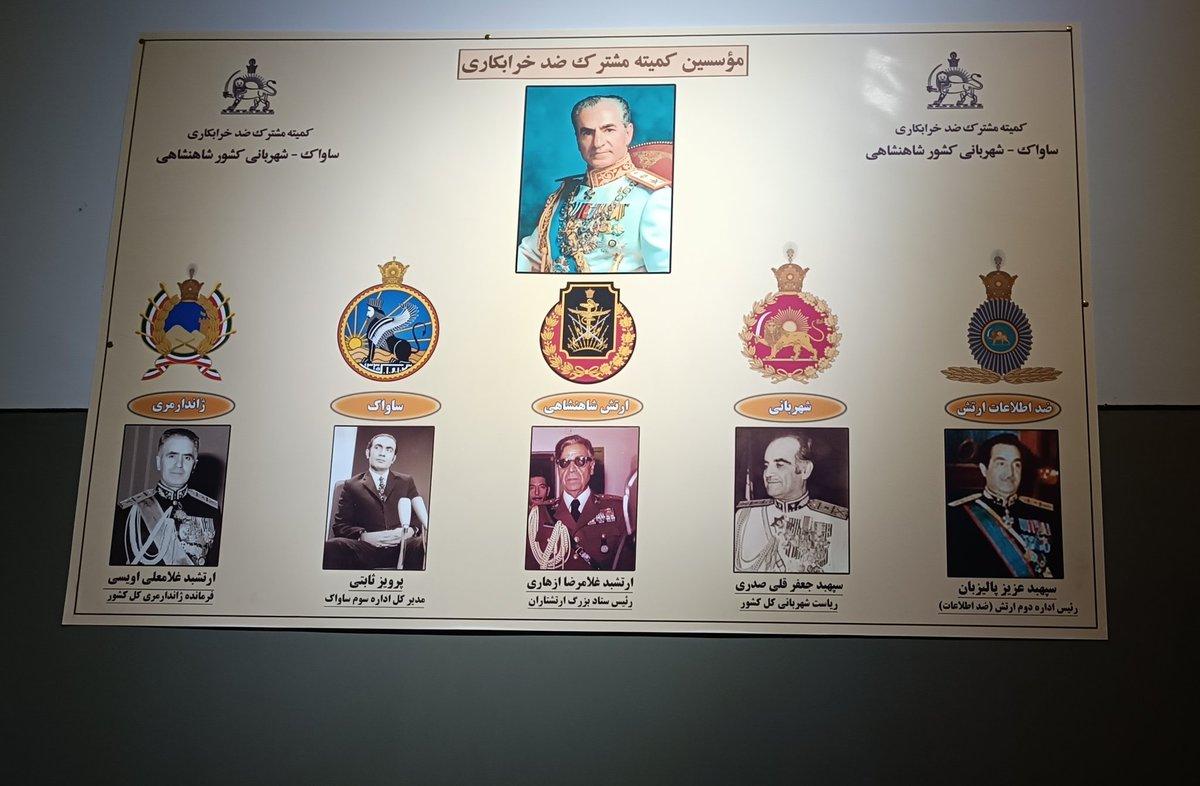 مؤسسین کمیته مشترک ضد خرابکاری
کمیته مشترک ضد خرابکاری
ساواک - شهربانی کشور شاهنشاهی
کمیته مشترک ضد خرابکاری
ساواک - شهربانی کشور شاهنشاهی
ضد اطلاعات ارتش
شهربانی
ارتش شاهنشاهی
ساواک
ژاندارمری
سپهبد عزیز پالیزبان
رئیس اداره دوم ارتش (ضد اطلاعات)
سپهبد جعفر قلی صدری
ریاست شهربانی کل کشور
ارتشبد غلامرضا ازهاری
رئیس ستاد بزرگ ارتشتاران
پرویز ثابتی
مدیر کل اداره سوم ساواک
ارتشبد غلامعلی اویسی
فرمانده ژاندارمری کل کشور